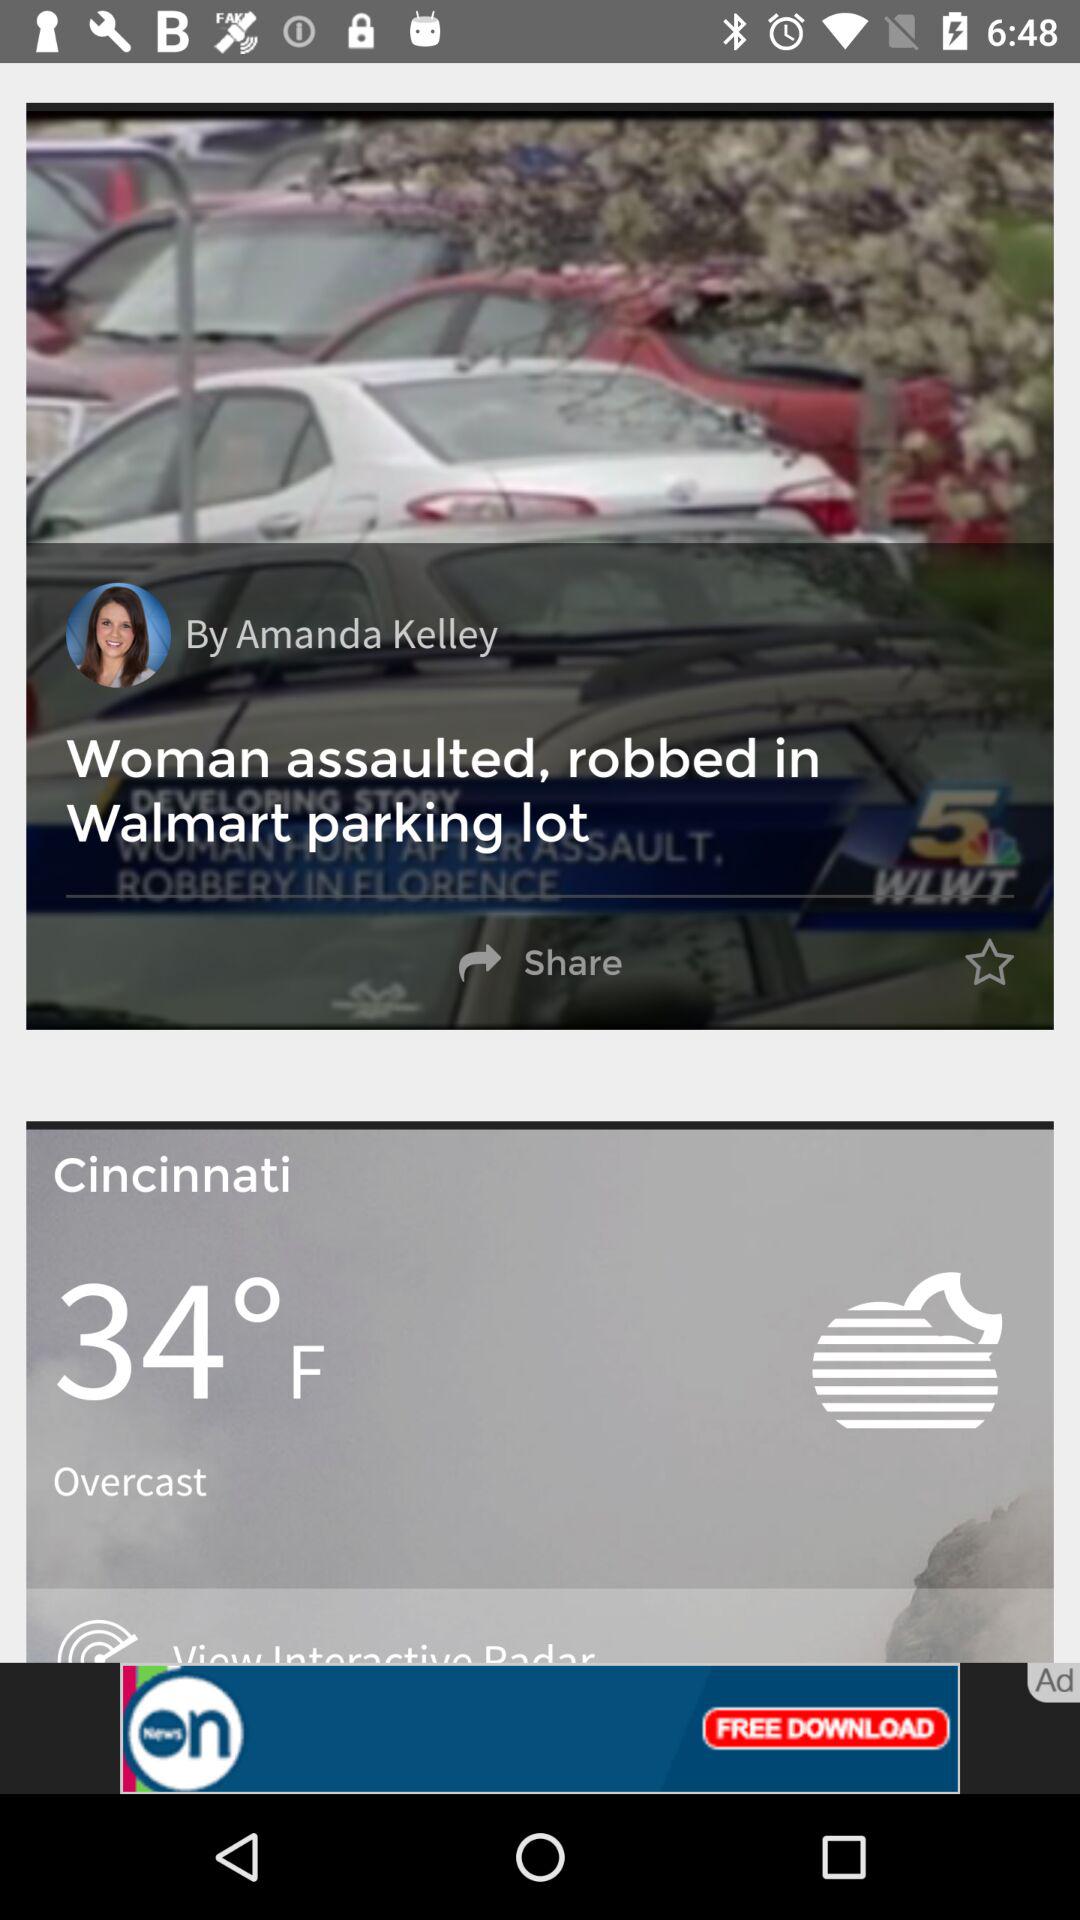 FAKE
6:48
By Amanda Kelley
Woman assaulted, robbed in
Walmart parking lot
DEVELOPING STORY
WOMAN HURT AFTER ASSAULT,
ROBBERY IN FLORENCE
5
WLWT
Share
Cincinnati
34° F
Overcast
View Interactive Radar
Ad
News on
FREE DOWNLOAD